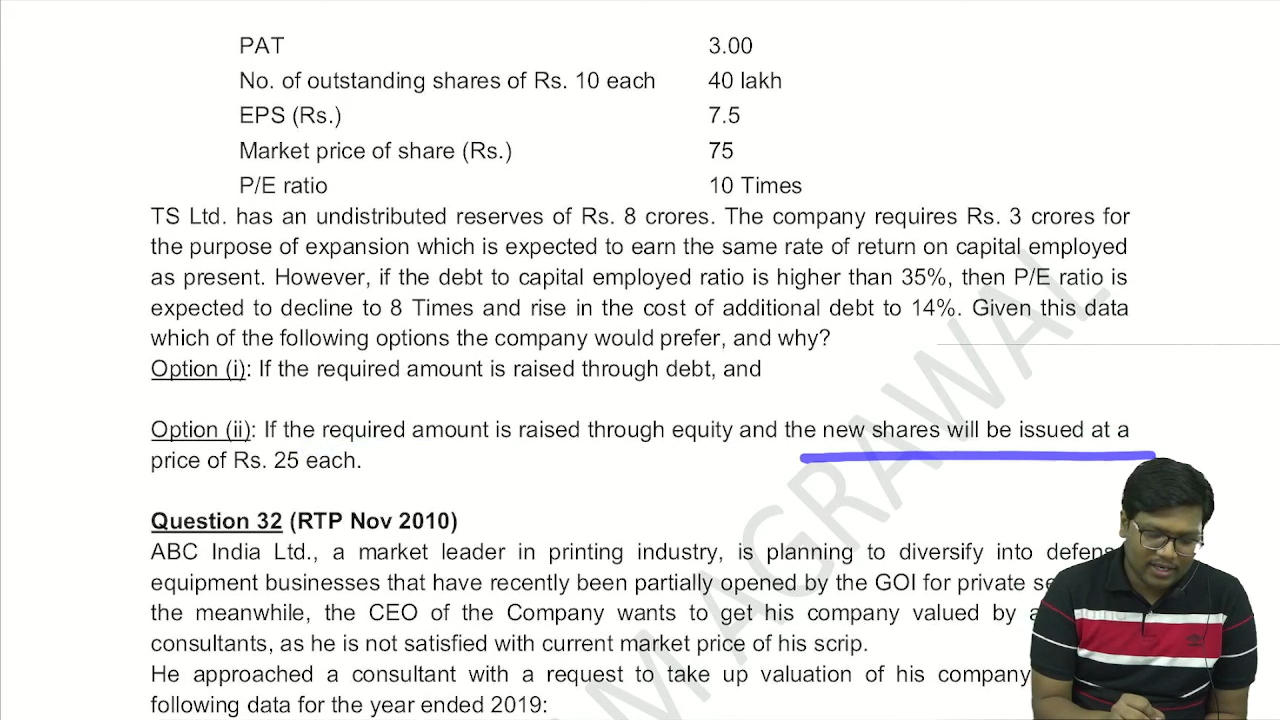 PAT 3.00
No. of outstanding shares of Rs. 10 each 40 lakh
EPS (Rs.) 7.5
Market price of share (Rs.) 75
P/E ratio 10 Times
TS Ltd. has an undistributed reserves of Rs. 8 crores. The company requires Rs. 3 crores for
the purpose of expansion which is expected to earn the same rate of return on capital employed
as present. However, if the debt to capital employed ratio is higher than 35%, then P/E ratio is
expected to decline to 8 Times and rise in the cost of additional debt to 14%. Given this data
which of the following options the company would prefer, and why?
Option (i): If the required amount is raised through debt, and
Option (ii): If the required amount is raised through equity and the new shares will be issued at a
price of Rs. 25 each.
Question 32 (RTP Nov 2010)
ABC India Ltd., a market leader in printing industry, is planning to diversify into
equipment businesses that have recently been partially opened by the GOI for private
the meanwhile, the CEO of the Company wants to get his company valued by
consultants, as he is not satisfied with current market price of his scrip.
He approached a consultant with a request to take up valuation of his company
following data for the year ended 2019:
AGRAWAL